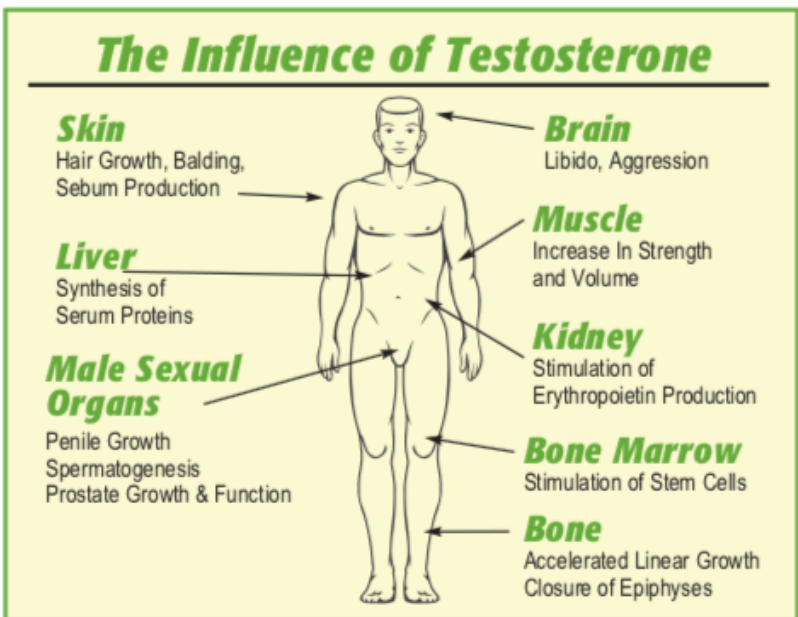 The Influence of Testosterone
Skin
Hair Growth, Balding,
Sebum Production
Liver
Synthesis of
Serum Proteins
Male Sexual
Organs
Penile Growth
Spermatogenesis
Prostate Growth & Function
Brain
Libido, Aggression
Muscle
Increase In Strength
and Volume
Kidney
Stimulation of
Erythropoietin Production
Bone Marrow
Stimulation of Stem Cells
Bone
Accelerated Linear Growth
Closure of Epiphyses